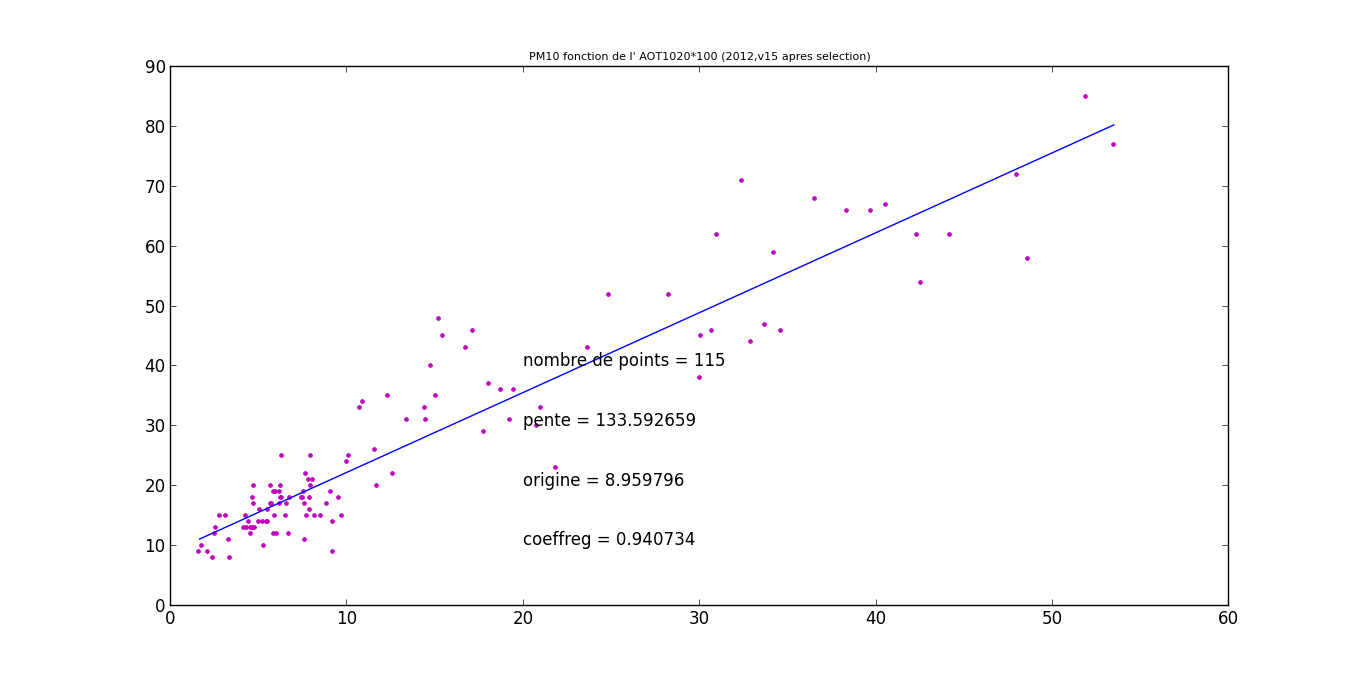 PM10 fonction de l' AOT1020*100 (2012,v15 apres selection)
90
80
70
60
50
40
30
20
10
0
nombre de points = 115
pente = 133.592659
origine = 8.959796
coeffreg = 0.940734
0 10 20 30 40 50 60